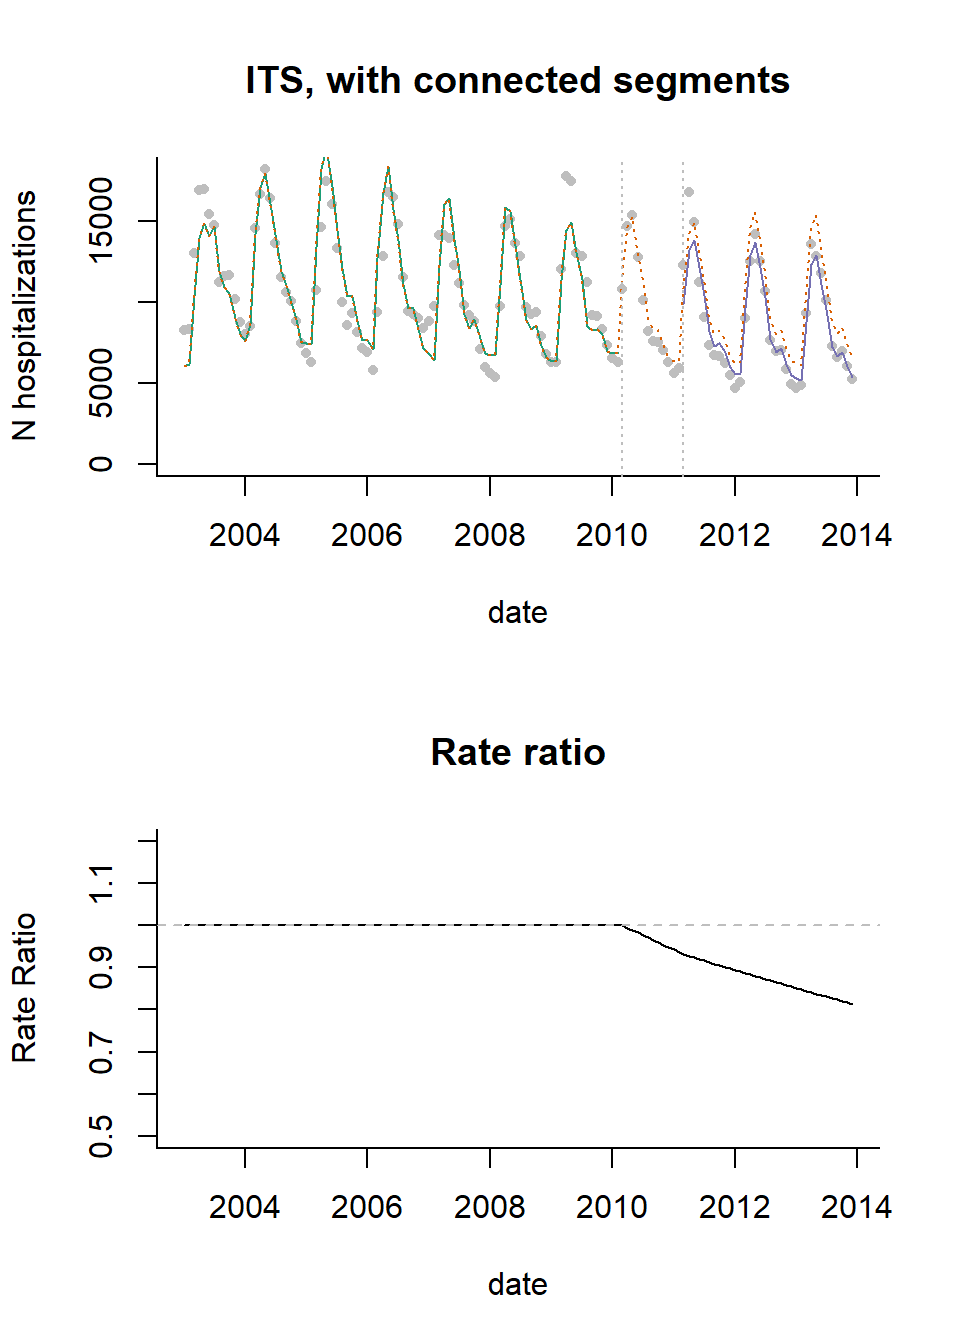 ITS, with connected segments
N hospitalizations
15000
5000
0
2004 2006 2008 2010 2012 2014
date
Rate ratio
Rate Ratio
1.1
0.9
0.7
0.5
2004 2006 2008 2010 2012 2014
date